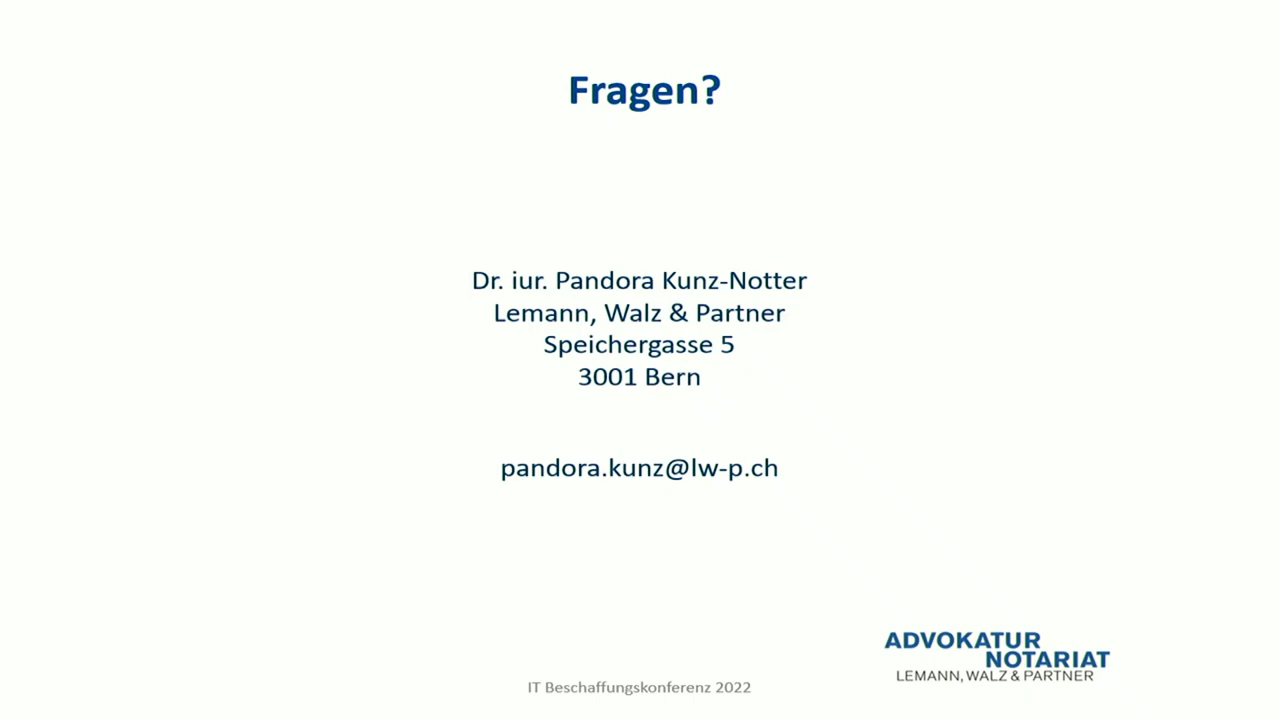 Fragen?
Dr. iur. Pandora Kunz-Notter
Lemann, Walz & Partner
Speichergasse 5
3001 Bern
pandora.kunz@lw-p.ch
ADVOKATUR
NOTARIAT
LEMANN, WALZ & PARTNER
IT Beschaffungskonferenz 2022